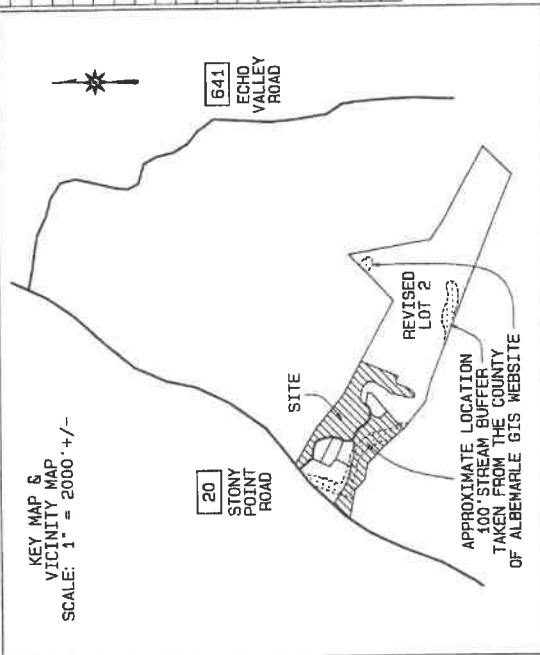 KEY MAP &
VICINITY MAP
SCALE: 1" = 2000'+/-
641
ECHO
VALLEY
ROAD
20
STONY
POINT
ROAD
SITE
REVISED
LOT 2
APPROXIMATE LOCATION
100' STREAM BUFFER
TAKEN FROM THE COUNTY
OF ALBEMARLE GIS WEBSITE